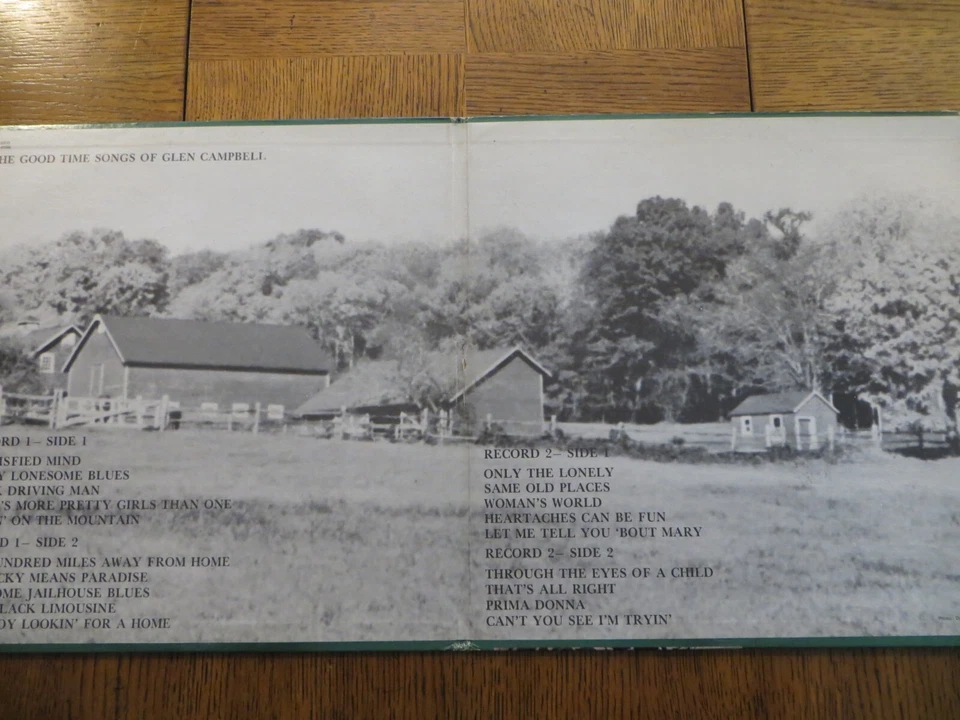 HE GOOD TIME SONGS OF GLEN CAMPBELL
RD 1– SIDE 1
ISFIED MIND
Y LONESOME BLUES
K DRIVING MAN
'S MORE PRETTY GIRLS THAN ONE
N' ON THE MOUNTAIN
D 1– SIDE 2
UNDRED MILES AWAY FROM HOME
CKY MEANS PARADISE
OME JAILHOUSE BLUES
LACK LIMOUSINE
OY LOOKIN' FOR A HOME
RECORD 2– SIDE 1
ONLY THE LONELY
SAME OLD PLACES
WOMAN'S WORLD
HEARTACHES CAN BE FUN
LET ME TELL YOU 'BOUT MARY
RECORD 2– SIDE 2
THROUGH THE EYES OF A CHILD
THAT'S ALL RIGHT
PRIMA DONNA
CAN'T YOU SEE I'M TRYIN'